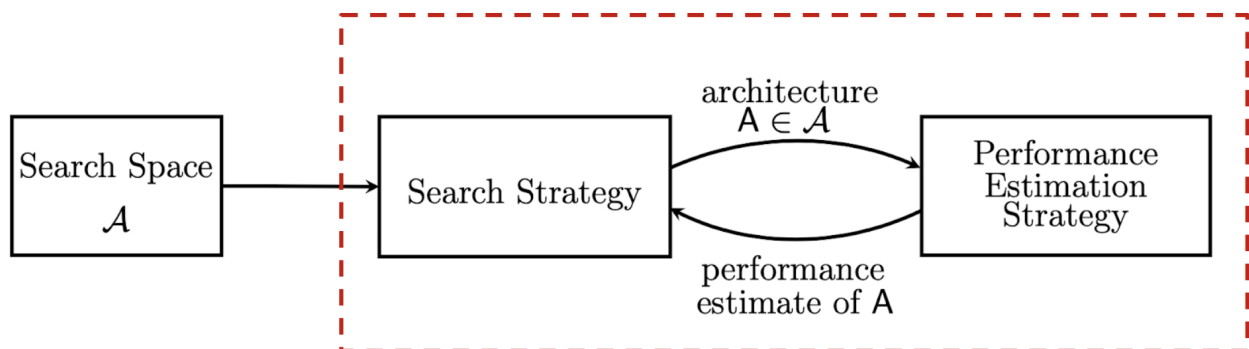 Search Space
𝒜
Search Strategy
architecture
A ∈ 𝒜
performance
estimate of A
Performance
Estimation
Strategy